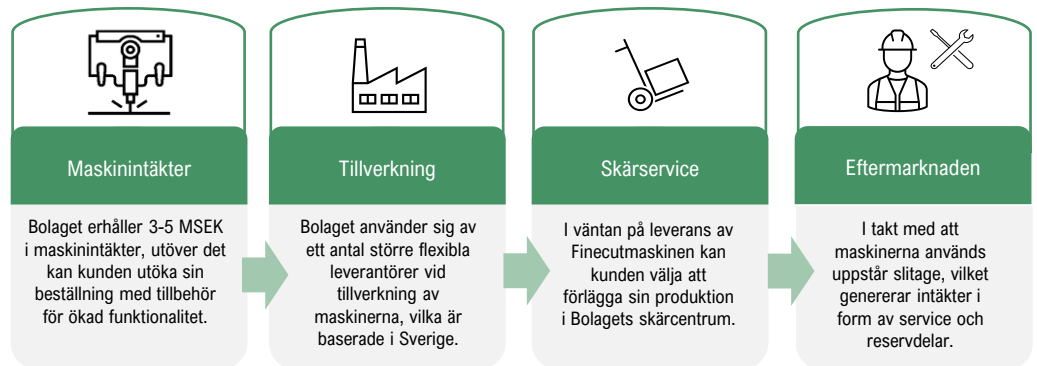 Maskinintäkter
Bolaget erhåller 3-5 MSEK
i maskinintäkter, utöver det
kan kunden utöka sin
beställning med tillbehör
för ökad funktionalitet.
Tillverkning
Bolaget använder sig av
ett antal större flexibla
leverantörer vid
tillverkning av
maskinerna, vilka är
baserade i Sverige.
Skärservice
I väntan på leverans av
Finecutmaskinen kan
kunden välja att
förlägga sin produktion
i Bolagets skärcentrum.
Eftermarknaden
I takt med att
maskinerna används
uppstår slitage, vilket
genererar intäkter i
form av service och
reservdelar.